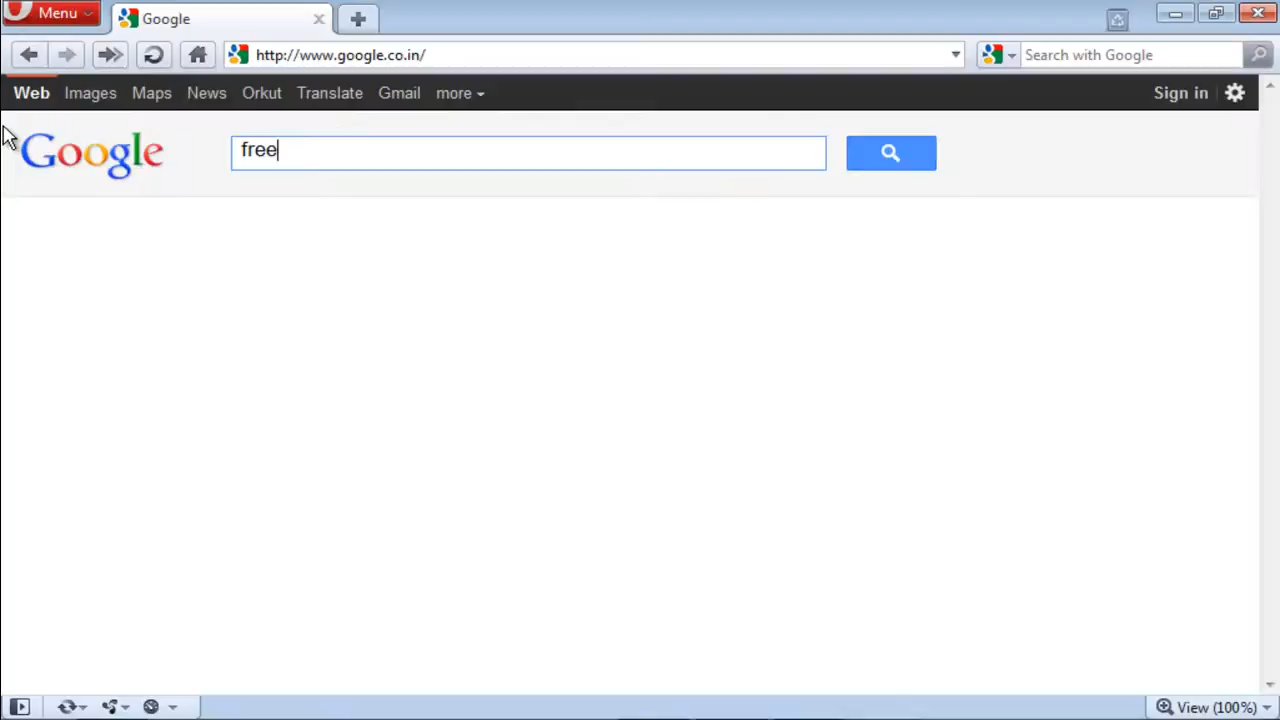 Menu Google
http://www.google.co.in/ Search with Google
Web Images Maps News Orkut Translate Gmail more Sign in
Google free
View (100%)